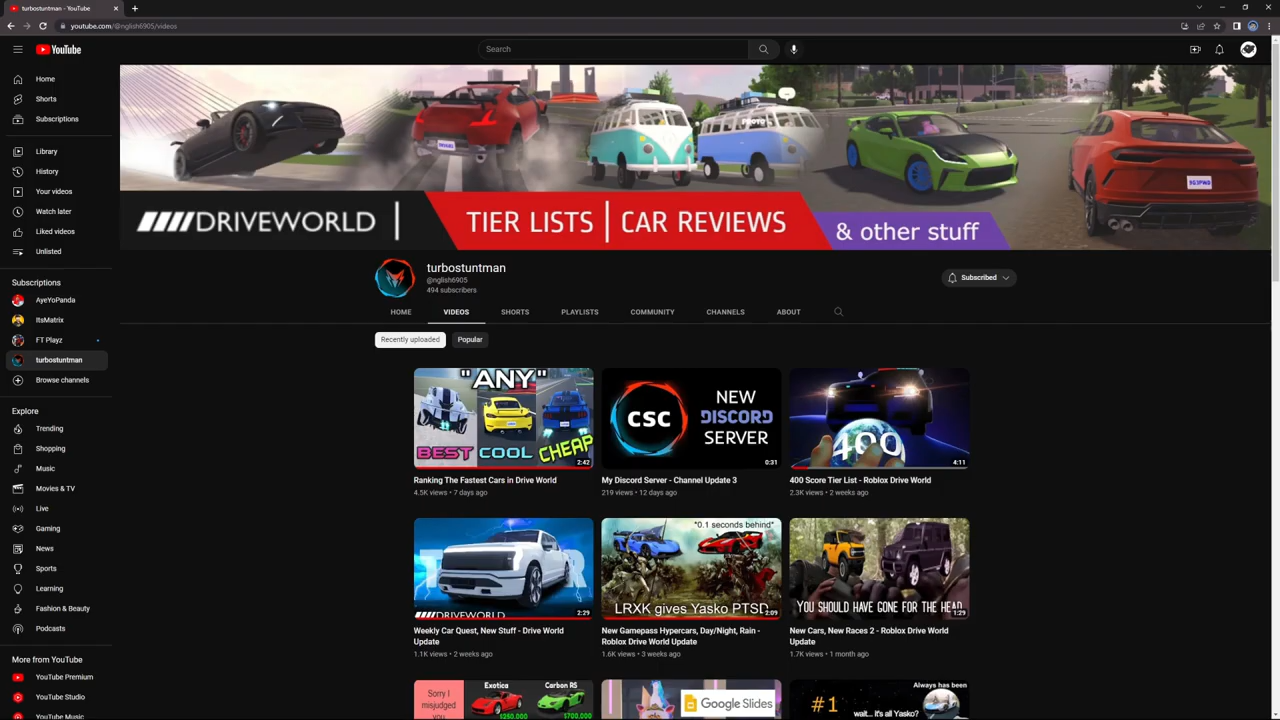 turbostuntman - YouTube
youtube.com/@nglish6905/videos
YouTube
Search
Home
Shorts
Subscriptions
Library
History
Your videos
Watch later
Liked videos
Unlisted
Subscriptions
AyeYoPanda
ItsMatrix
FT Playz
turbostuntman
Browse channels
Explore
Trending
Shopping
Music
Movies & TV
Live
Gaming
News
Sports
Learning
Fashion & Beauty
Podcasts
More from YouTube
YouTube Premium
YouTube Studio
YouTube Music
PROTO
DRIVEWORLD
TIER LISTS | CAR REVIEWS
& other stuff
turbostuntman
@nglish6905
494 subscribers
Subscribed
HOME
VIDEOS
SHORTS
PLAYLISTS
COMMUNITY
CHANNELS
ABOUT
Recently uploaded
Popular
"ANY"
BEST COOL CHEAP
2:42
Ranking The Fastest Cars in Drive World
4.5K views • 7 days ago
CSC
NEW
DISCORD
SERVER
0:31
My Discord Server - Channel Update 3
219 views • 12 days ago
400
4:11
400 Score Tier List - Roblox Drive World
2.3K views • 2 weeks ago
DRIVEWORLD
2:29
Weekly Car Quest, New Stuff - Drive World
Update
1.1K views • 2 weeks ago
*0.1 seconds behind*
LRXK gives Yasko PTSD
2:09
New Gamepass Hypercars, Day/Night, Rain -
Roblox Drive World Update
1.6K views • 3 weeks ago
YOU SHOULD HAVE GONE FOR THE HEAD
1:29
New Cars, New Races 2 - Roblox Drive World
Update
1.7K views • 1 month ago
Sorry I
misjudged
you
Exotica
$250,000
Carbon RS
$700,000
Google Slides
#1
Always has been
wait... it's all Yasko?